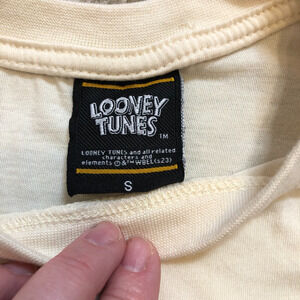 LOONEY
TUNES
TM
LOONEY TUNES and all related
characters and
elements ©&™ WBEI (s23)
S